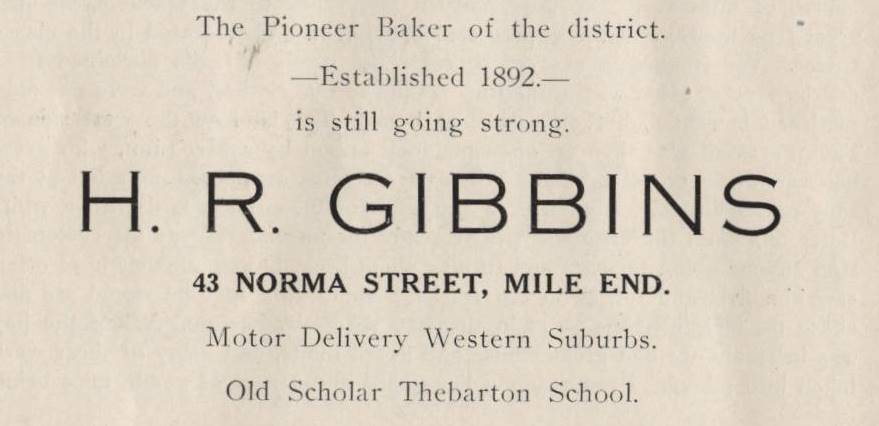 The Pioneer Baker of the district.
—Established 1892.—
is still going strong.
H. R. GIBBINS
43 NORMA STREET, MILE END.
Motor Delivery Western Suburbs.
Old Scholar Thebarton School.